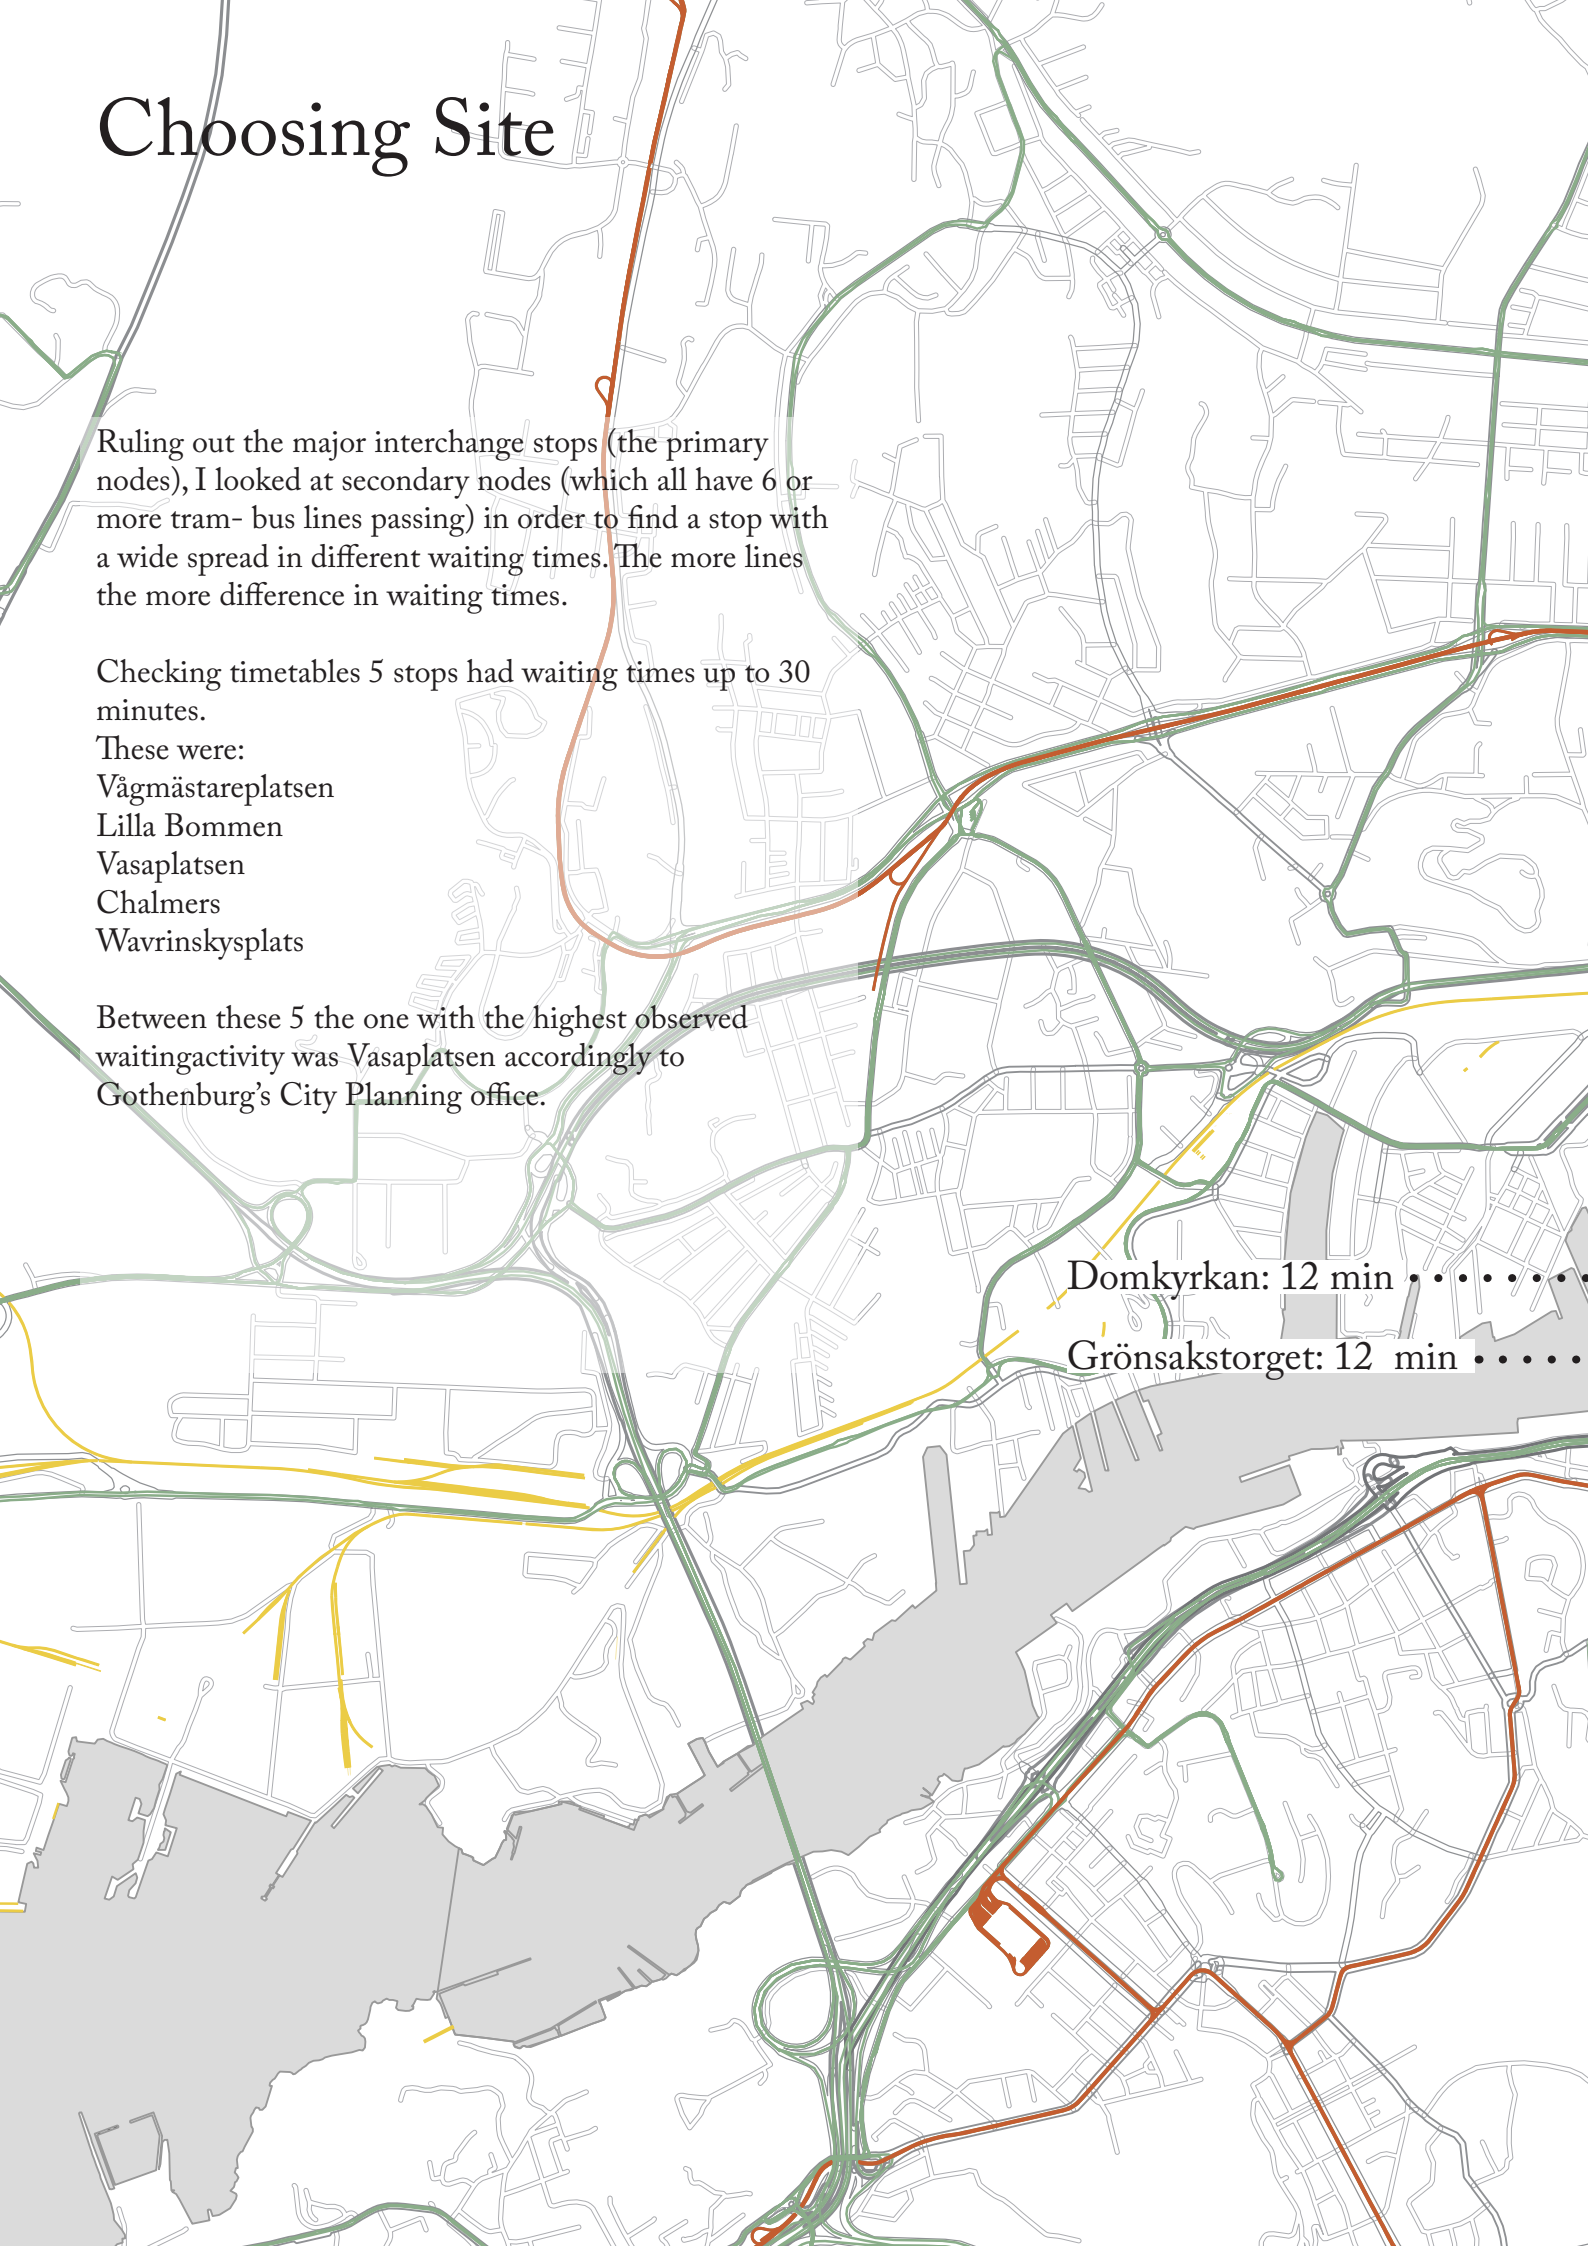 Choosing Site
Ruling out the major interchange stops (the primary
nodes), I looked at secondary nodes (which all have 6 or
more tram- bus lines passing) in order to find a stop with
a wide spread in different waiting times. The more lines
the more difference in waiting times.
Checking timetables 5 stops had waiting times up to 30
minutes.
These were:
Vågmästareplatsen
Lilla Bommen
Vasaplatsen
Chalmers
Wavrinskysplats
Between these 5 the one with the highest observed
waitingactivity was Vasaplatsen accordingly to
Gothenburg’s City Planning office.
Domkyrkan: 12 min ........
Grönsakstorget: 12  min .....